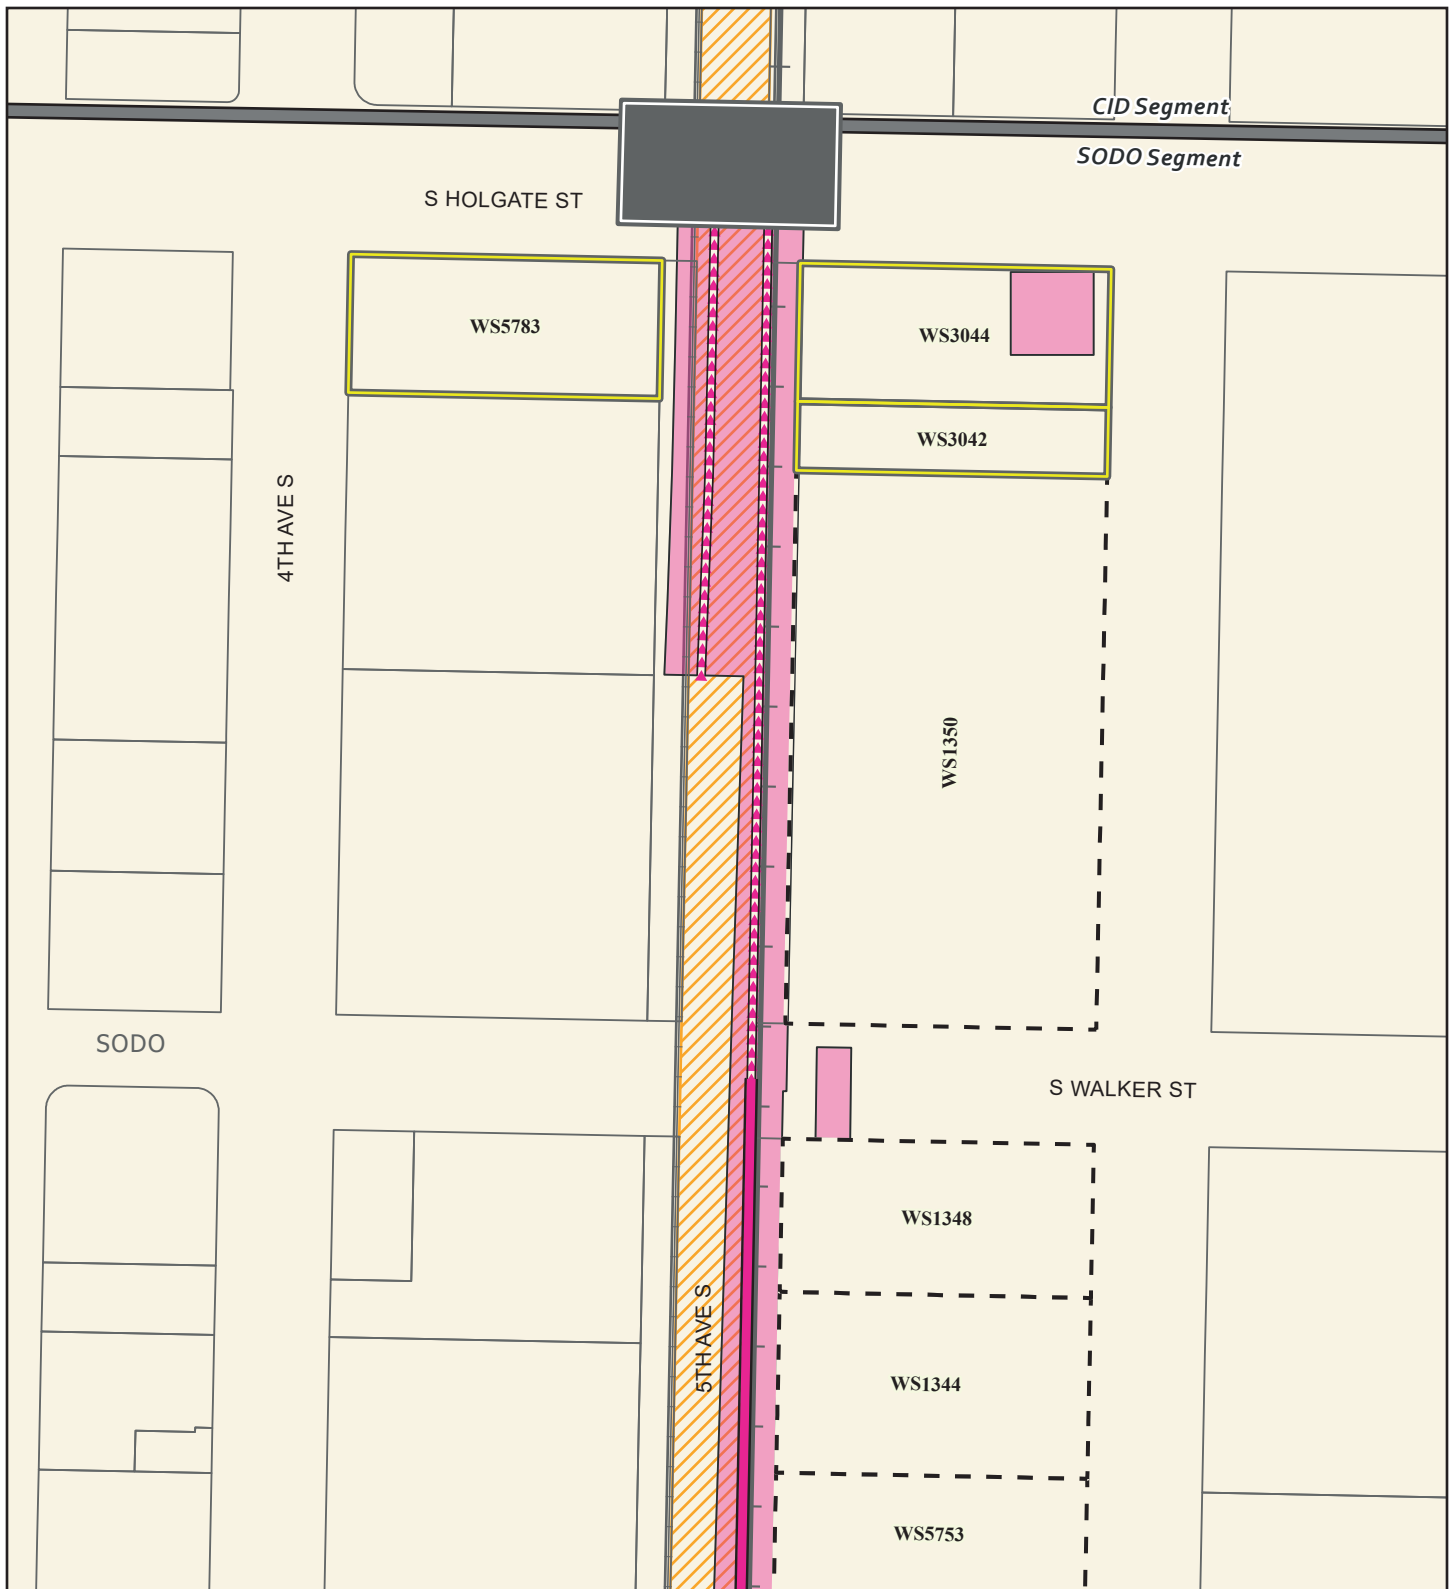 CID Segment
SODO Segment
S HOLGATE ST
WS5783
WS3044
WS3042
4TH AVE S
WS1350
SODO
S WALKER ST
WS1348
5TH AVE S
WS1344
WS5753